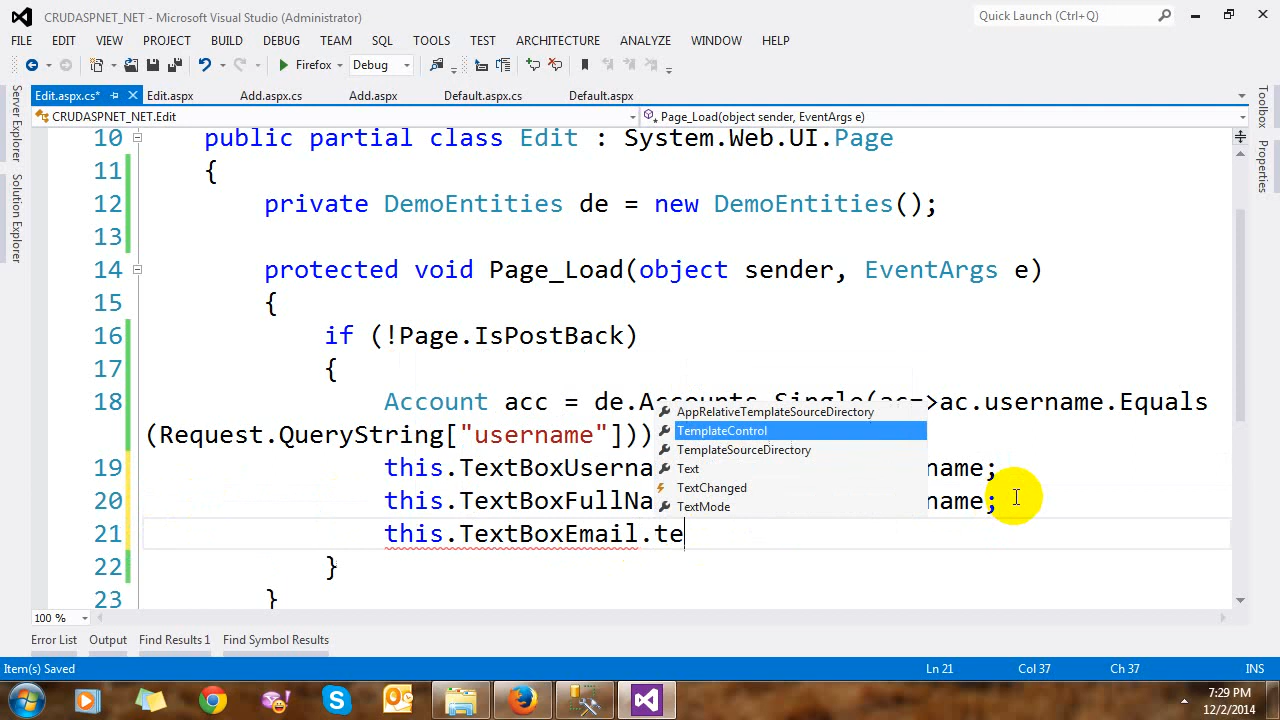 CRUDASPNET_NET - Microsoft Visual Studio (Administrator)
Quick Launch (Ctrl+Q)
FILE EDIT VIEW PROJECT BUILD DEBUG TEAM SQL TOOLS TEST ARCHITECTURE ANALYZE WINDOW HELP
Firefox Debug
Edit.aspx.cs* Edit.aspx Add.aspx.cs Add.aspx Default.aspx.cs Default.aspx
CRUDASPNET_NET.Edit
Page_Load(object sender, EventArgs e)
Server Explorer
Solution Explorer
Toolbox
Properties
10 public partial class Edit : System.Web.UI.Page
11 {
12 private DemoEntities de = new DemoEntities();
13
14 protected void Page_Load(object sender, EventArgs e)
15 {
16 if (!Page.IsPostBack)
17 {
18 Account acc = de.Accounts.Single(ac=>ac.username.Equals
(Request.QueryString["username"]))
19 this.TextBoxUserna name;
20 this.TextBoxFullNa name;
21 this.TextBoxEmail.te
22 }
23 }
AppRelativeTemplateSourceDirectory
TemplateControl
TemplateSourceDirectory
Text
TextChanged
TextMode
100 %
Error List Output Find Results 1 Find Symbol Results
Item(s) Saved Ln 21 Col 37 Ch 37 INS
7:29 PM
12/2/2014